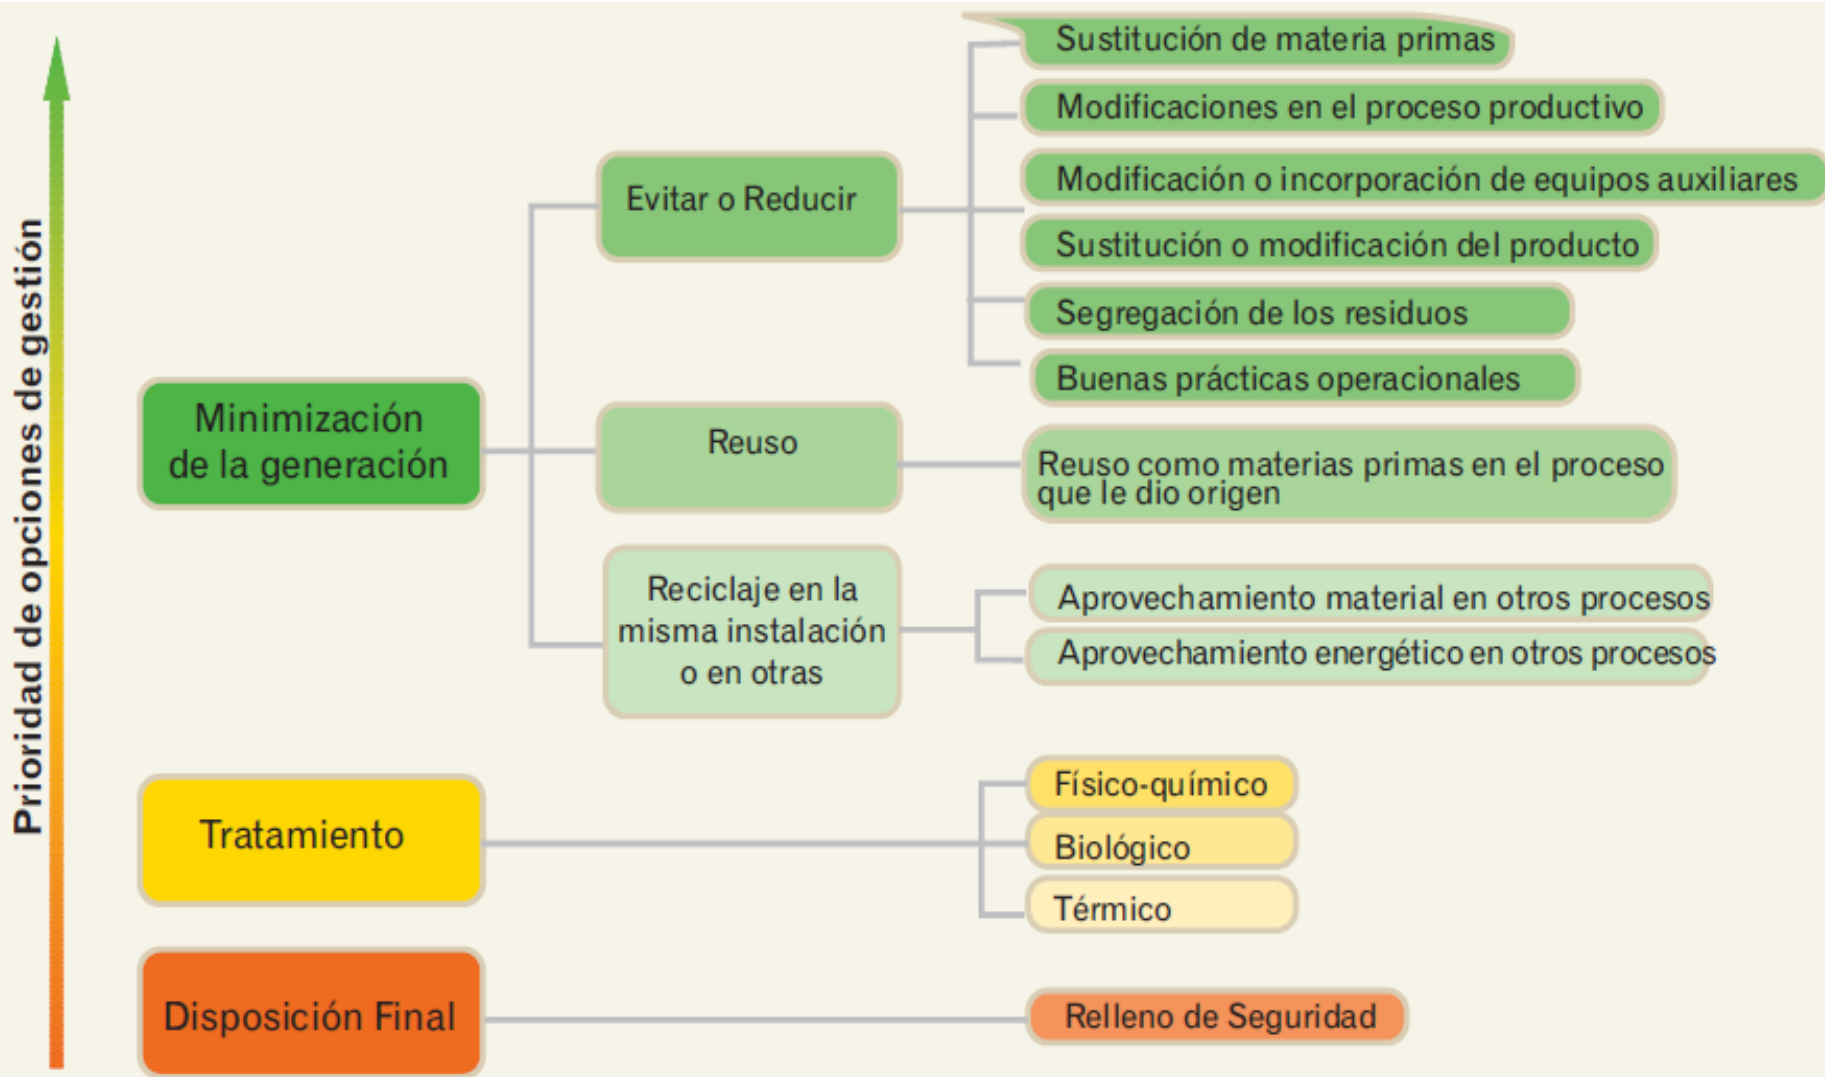 Prioridad de opciones de gestión
Minimización
de la generación
Evitar o Reducir
Sustitución de materia primas
Modificaciones en el proceso productivo
Modificación o incorporación de equipos auxiliares
Sustitución o modificación del producto
Segregación de los residuos
Buenas prácticas operacionales
Reuso
Reuso como materias primas en el proceso
que le dio origen
Reciclaje en la
misma instalación
o en otras
Aprovechamiento material en otros procesos
Aprovechamiento energético en otros procesos
Tratamiento
Físico-químico
Biológico
Térmico
Disposición Final
Relleno de Seguridad